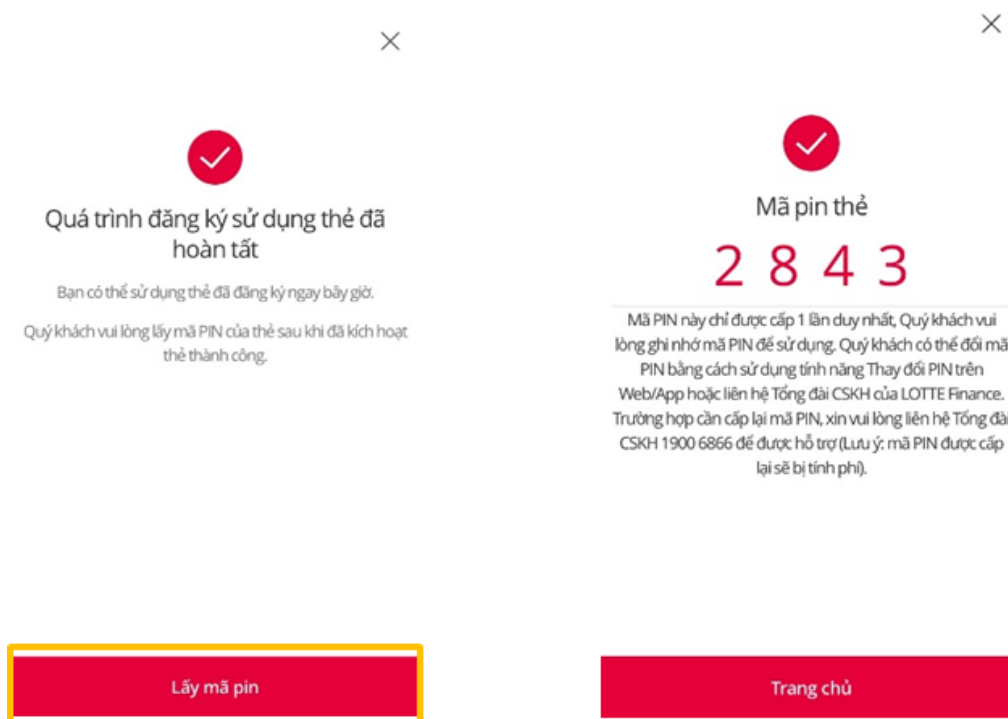 Quá trình đăng ký sử dụng thẻ đã
hoàn tất
Bạn có thể sử dụng thẻ đã đăng ký ngay bây giờ.
Quý khách vui lòng lấy mã PIN của thẻ sau khi đã kích hoạt
thẻ thành công.
Lấy mã pin
Mã pin thẻ
2 8 4 3
Mã PIN này chỉ được cấp 1 lần duy nhất, Quý khách vui
lòng ghi nhớ mã PIN để sử dụng. Quý khách có thể đổi mã
PIN bằng cách sử dụng tính năng Thay đổi PIN trên
Web/App hoặc liên hệ Tổng đài CSKH của LOTTE Finance.
Trường hợp cần cấp lại mã PIN, xin vui lòng liên hệ Tổng đài
CSKH 1900 6866 để được hỗ trợ (Lưu ý: mã PIN được cấp
lại sẽ bị tính phí).
Trang chủ